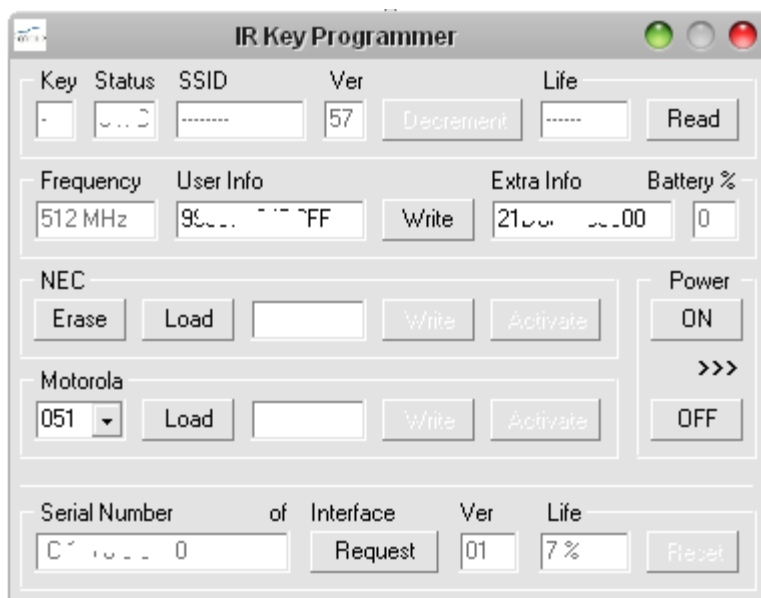 IR Key Programmer
Key Status SSID Ver Life
- -------- 57 Decrement ------ Read
Frequency User Info Extra Info Battery %
512 MHz Write 0
NEC Power
Erase Load Write Activate ON
>>>
Motorola
051 Load Write Activate OFF
Serial Number of Interface Ver Life
Request 01 7 % Reset